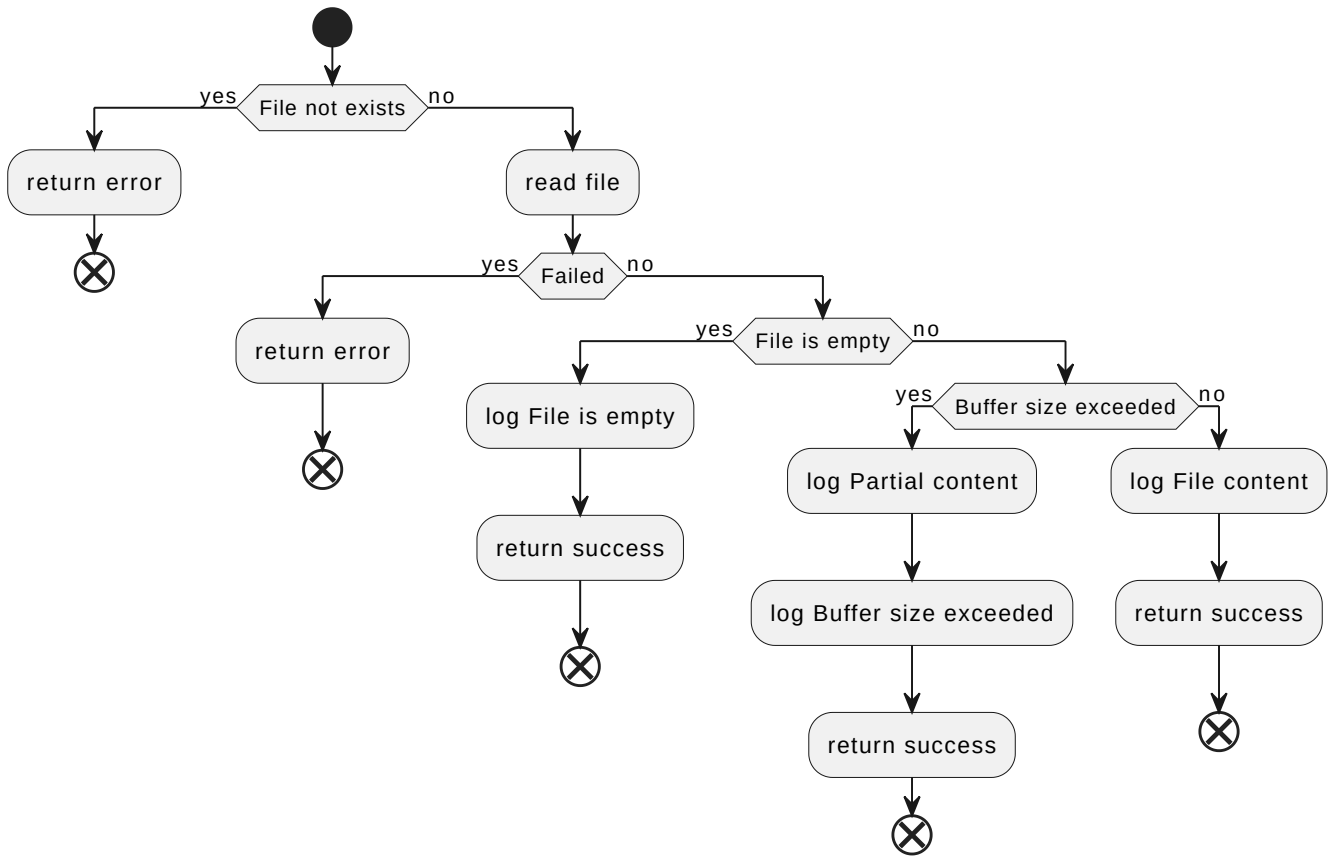 yes
File not exists
no
return error
read file
yes
Failed
no
return error
yes
File is empty
no
log File is empty
yes
Buffer size exceeded
no
log Partial content
log File content
return success
log Buffer size exceeded
return success
return success